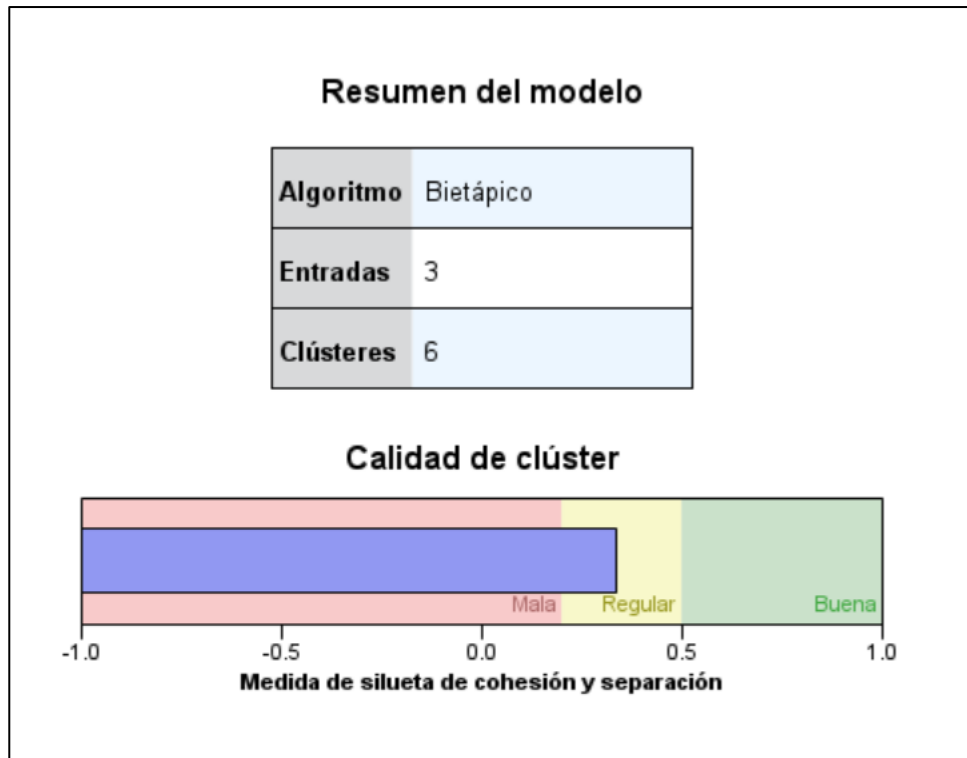 Resumen del modelo
Algoritmo Bietápico
Entradas 3
Clústeres 6
Calidad de clúster
Mala Regular Buena
-1.0 -0.5 0.0 0.5 1.0
Medida de silueta de cohesión y separación